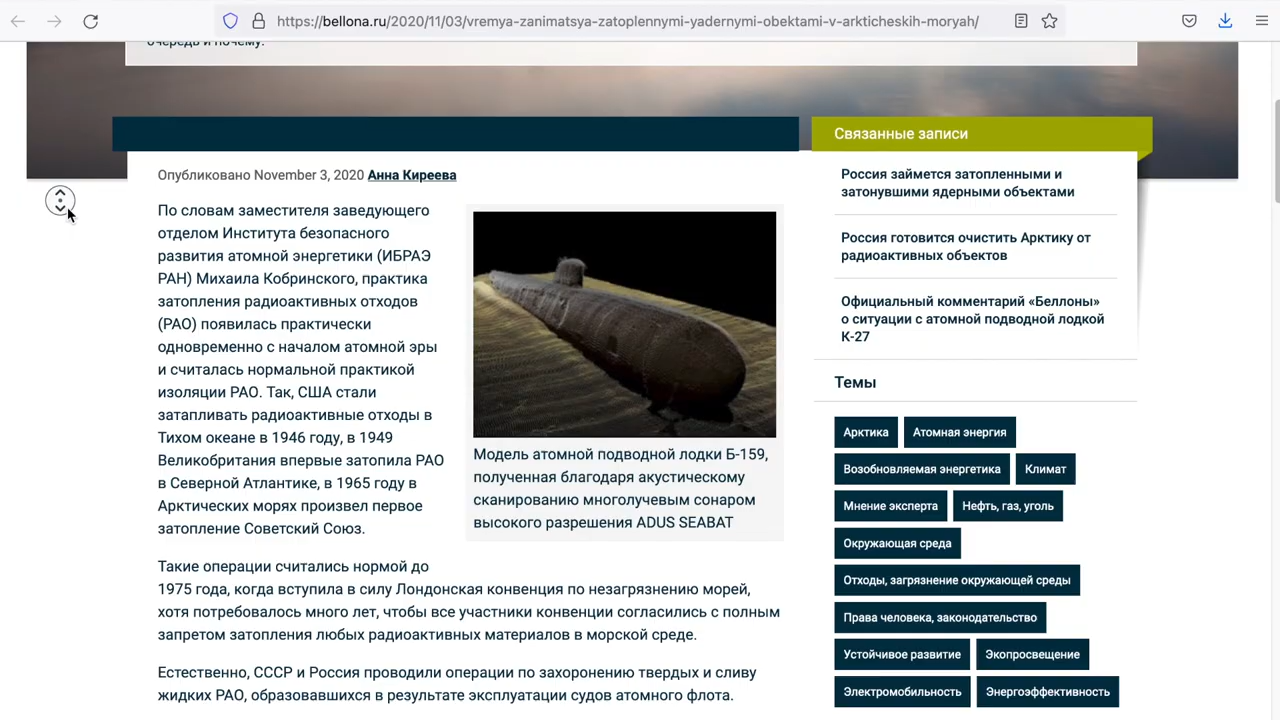 https://bellona.ru/2020/11/03/vremya-zanimatsya-zatoplennymi-yadernymi-obektami-v-arkticheskih-moryah/
очередь и почему.
Опубликовано November 3, 2020 Анна Киреева
По словам заместителя заведующего
отделом Института безопасного
развития атомной энергетики (ИБРАЭ
РАН) Михаила Кобринского, практика
затопления радиоактивных отходов
(РАО) появилась практически
одновременно с началом атомной эры
и считалась нормальной практикой
изоляции РАО. Так, США стали
затапливать радиоактивные отходы в
Тихом океане в 1946 году, в 1949
Великобритания впервые затопила РАО
в Северной Атлантике, в 1965 году в
Арктических морях произвел первое
затопление Советский Союз.
Модель атомной подводной лодки Б-159,
полученная благодаря акустическому
сканированию многолучевым сонаром
высокого разрешения ADUS SEABAT
Такие операции считались нормой до
1975 года, когда вступила в силу Лондонская конвенция по незагрязнению морей,
хотя потребовалось много лет, чтобы все участники конвенции согласились с полным
запретом затопления любых радиоактивных материалов в морской среде.
Естественно, СССР и Россия проводили операции по захоронению твердых и сливу
жидких РАО, образовавшихся в результате эксплуатации судов атомного флота.
Связанные записи
Россия займется затопленными и
затонувшими ядерными объектами
Россия готовится очистить Арктику от
радиоактивных объектов
Официальный комментарий «Беллоны»
о ситуации с атомной подводной лодкой
К-27
Темы
Арктика Атомная энергия
Возобновляемая энергетика Климат
Мнение эксперта Нефть, газ, уголь
Окружающая среда
Отходы, загрязнение окружающей среды
Права человека, законодательство
Устойчивое развитие Экопросвещение
Электромобильность Энергоэффективность